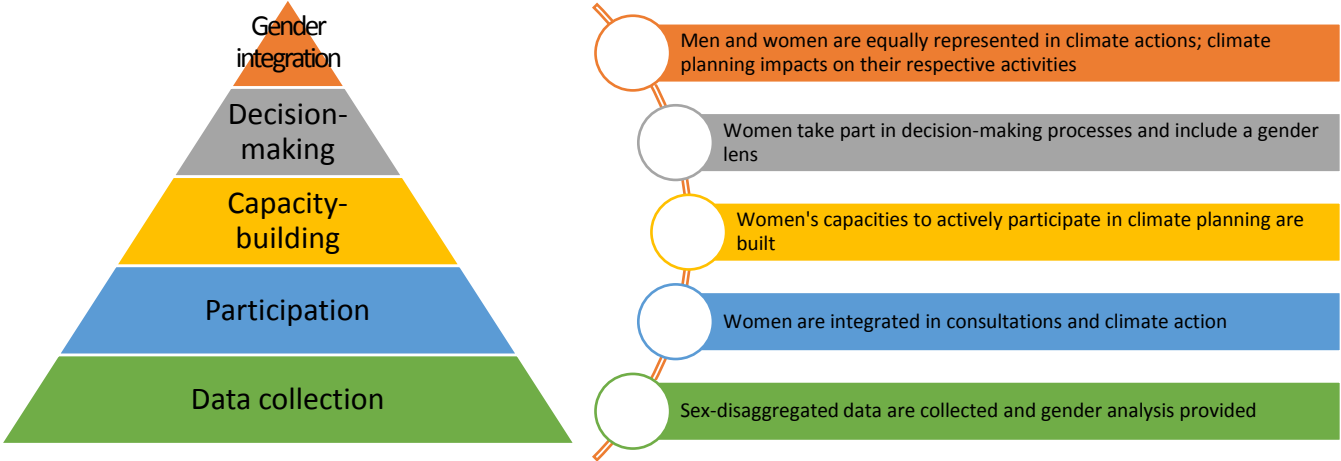 Gender
integration
Decision-
making
Capacity-
building
Participation
Data collection
Men and women are equally represented in climate actions; climate
planning impacts on their respective activities
Women take part in decision-making processes and include a gender
lens
Women's capacities to actively participate in climate planning are
built
Women are integrated in consultations and climate action
Sex-disaggregated data are collected and gender analysis provided